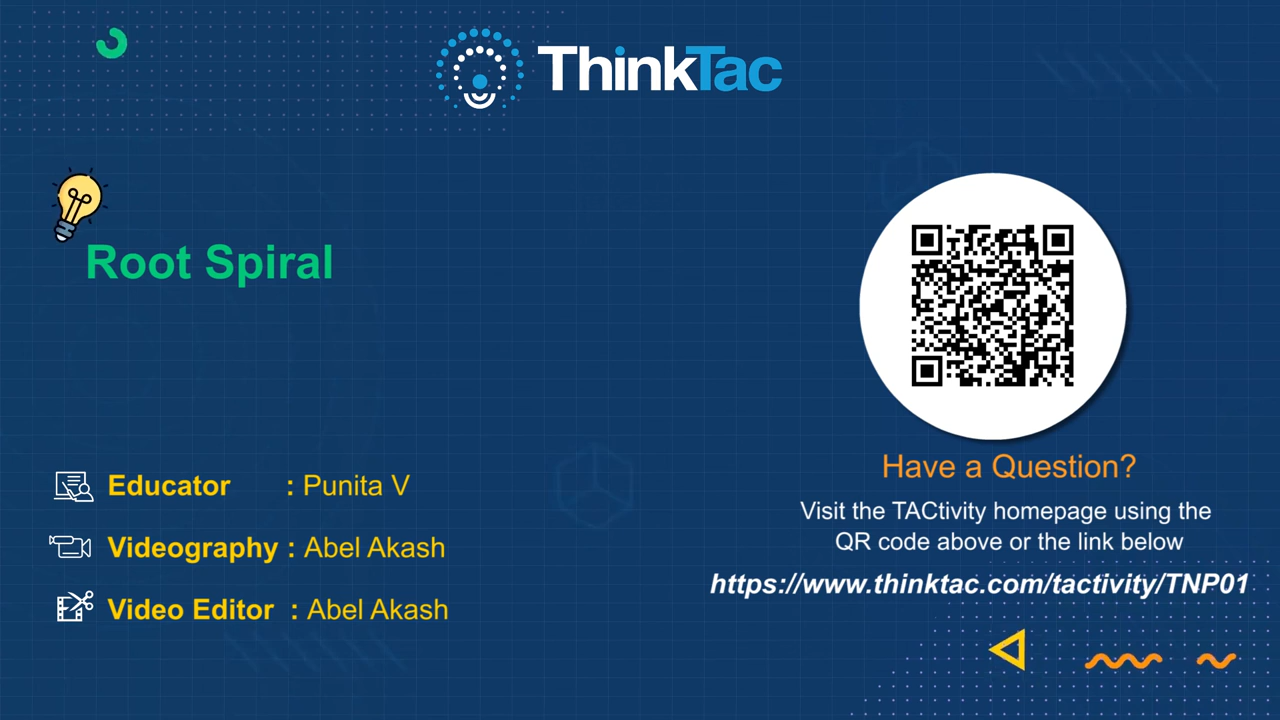 ThinkTac
Root Spiral
Educator : Punita V
Videography : Abel Akash
Video Editor : Abel Akash
Have a Question?
Visit the TACtivity homepage using the
QR code above or the link below
https://www.thinktac.com/tactivity/TNP01